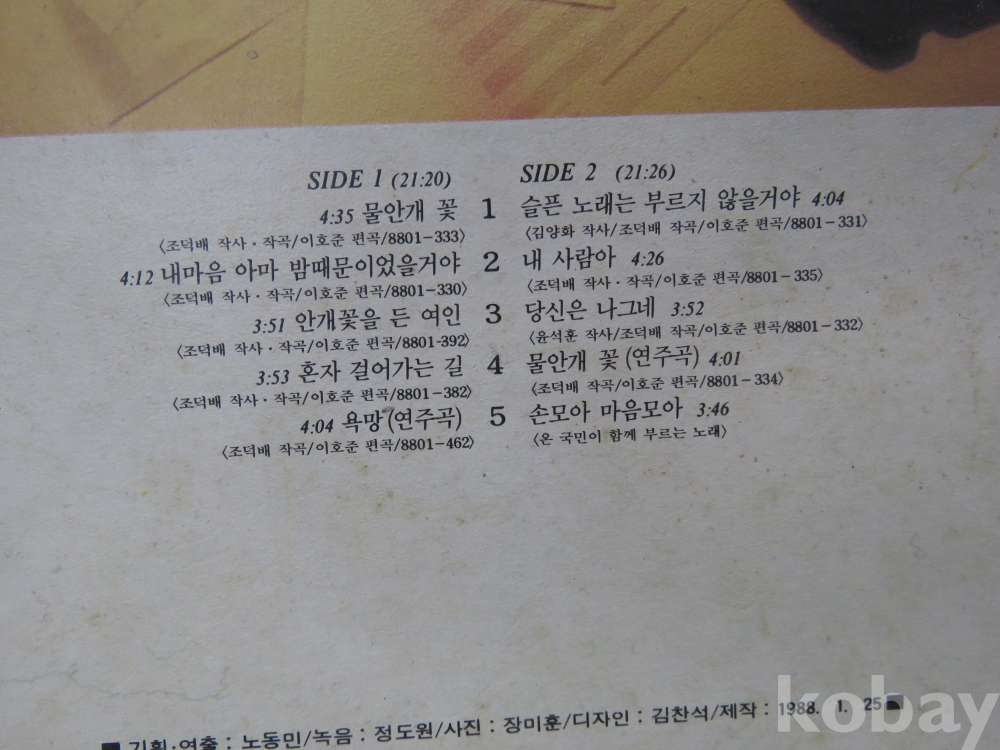 SIDE 1 (21:20)
4:35 물안개 꽃 1
〈조덕배 작사·작곡/이호준 편곡/8801-333〉
4:12 내마음 아마 밤때문이었을거야 2
〈조덕배 작사·작곡/이호준 편곡/8801-330〉
3:51 안개꽃을 든 여인 3
〈조덕배 작사·작곡/이호준 편곡/8801-392〉
3:53 혼자 걸어가는 길 4
〈조덕배 작사·작곡/이호준 편곡/8801-382〉
4:04 욕망(연주곡) 5
〈조덕배 작곡/이호준 편곡/8801-462〉
SIDE 2 (21:26)
슬픈 노래는 부르지 않을거야 4:04
〈김양화 작사/조덕배 작곡/이호준 편곡/8801-331〉
내 사람아 4:26
〈조덕배 작사·작곡/이호준 편곡/8801-335〉
당신은 나그네 3:52
〈윤석훈 작사/조덕배 작곡/이호준 편곡/8801-332〉
물안개 꽃(연주곡) 4:01
〈조덕배 작곡/이호준 편곡/8801-334〉
손모아 마음모아 3:46
〈온 국민이 함께 부르는 노래〉
■ 기획·연출 : 노동민/녹음 : 정도원/사진 : 장미훈/디자인 : 김찬석/제작 : 1988. 1. 25 ■
kobay